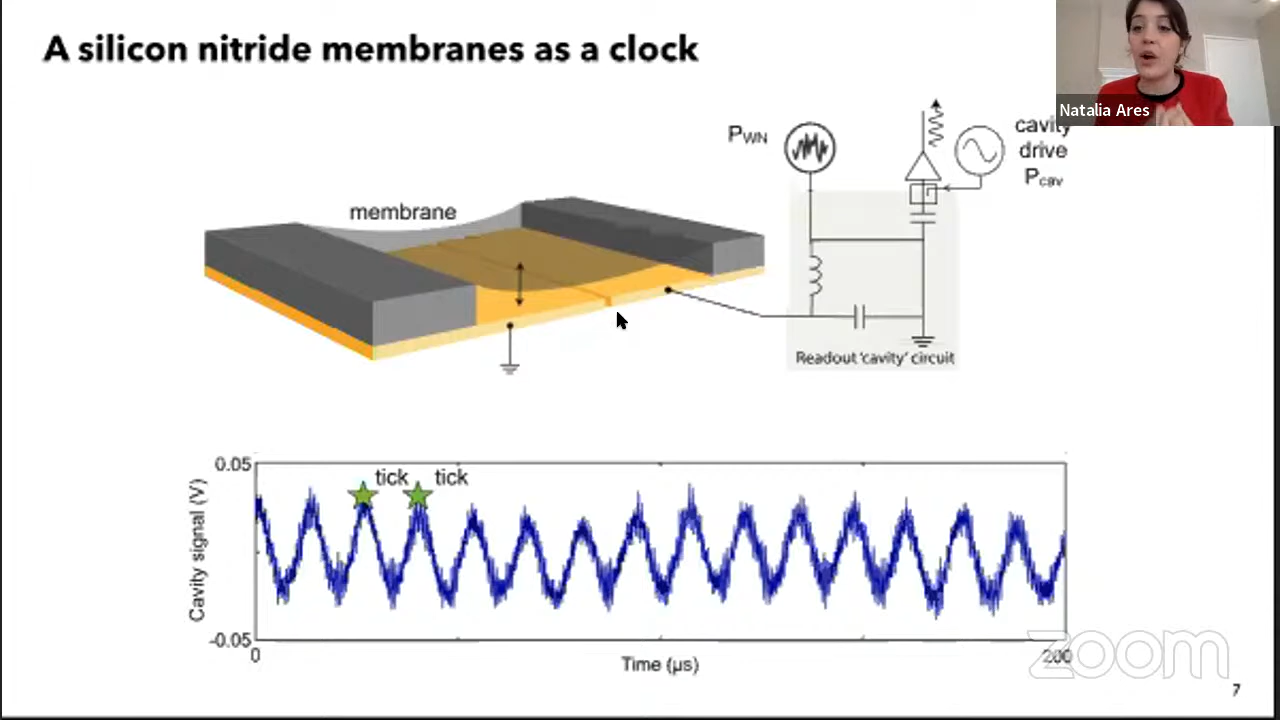 A silicon nitride membranes as a clock
Natalia Ares
PWN
cavity
drive
Pcav
membrane
Readout 'cavity' circuit
0.05
tick tick
Cavity signal (V)
-0.05
0
200
Time (µs)
zoom
7